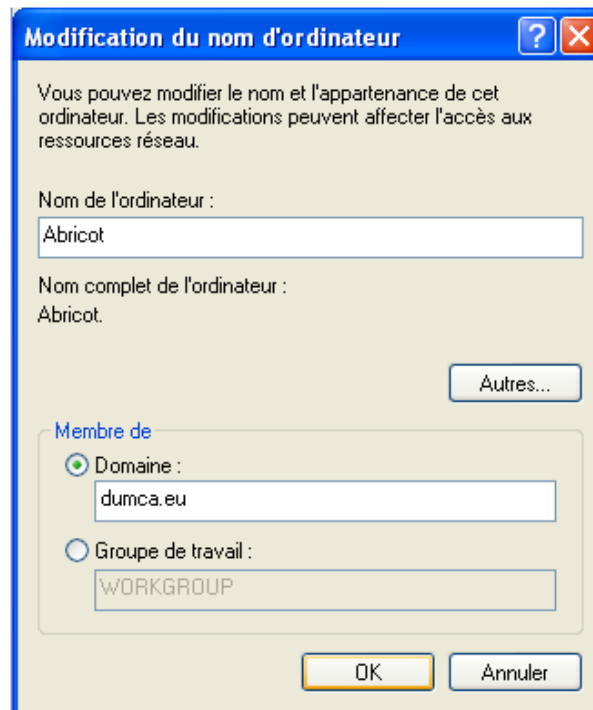 Modification du nom d'ordinateur
Vous pouvez modifier le nom et l'appartenance de cet
ordinateur. Les modifications peuvent affecter l'accès aux
ressources réseau.
Nom de l'ordinateur :
Abricot
Nom complet de l'ordinateur :
Abricot.
Autres...
Membre de
Domaine :
dumca.eu
Groupe de travail :
WORKGROUP
OK Annuler